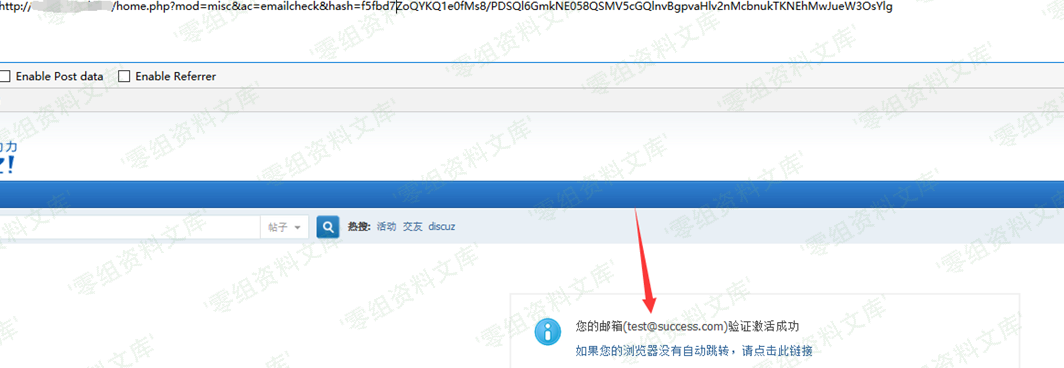 http://		/home.php?mod=misc&ac=emailcheck&hash=f5fbd7ZoQYKQ1e0fMs8/PDSQl6GmkNE058QSMV5cGQlnvBgpvaHlv2nMcbnukTKNEhMwJueW3OsYlg
Enable Post data Enable Referrer
力
Z!
帖子 热搜: 活动 交友 discuz
您的邮箱(test@success.com)验证激活成功
如果您的浏览器没有自动跳转，请点击此链接
'零组资料文库'